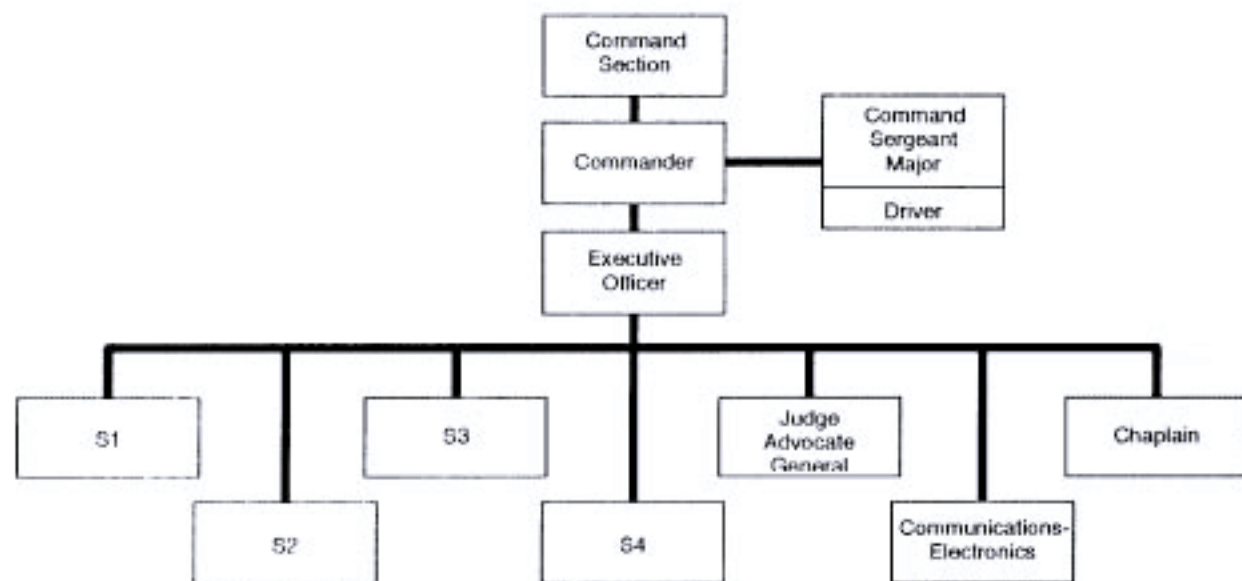 Command
Section
Commander
Command
Sergeant
Major
Driver
Executive
Officer
S1
S3
Judge
Advocate
General
Chaplain
S2
S4
Communications-
Electronics